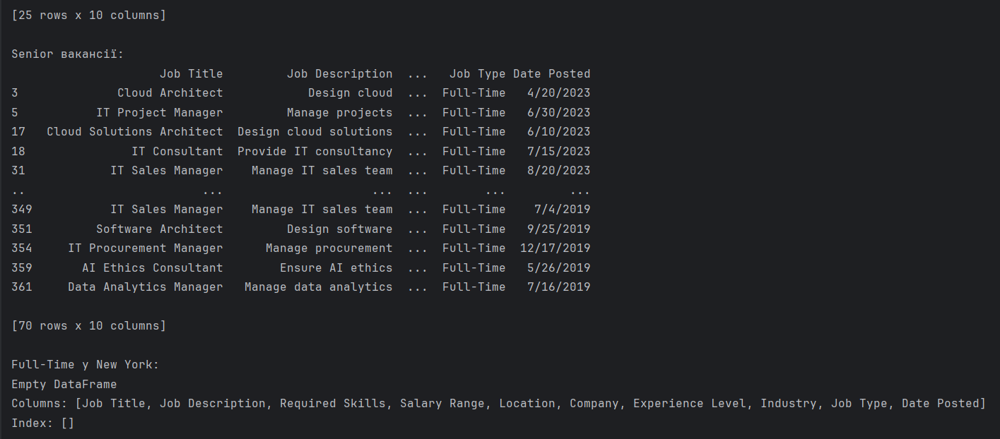 [25 rows x 10 columns]
Senior вакансії:
Job Title Job Description ... Job Type Date Posted
3 Cloud Architect Design cloud ... Full-Time 4/20/2023
5 IT Project Manager Manage projects ... Full-Time 6/30/2023
17 Cloud Solutions Architect Design cloud solutions ... Full-Time 6/10/2023
18 IT Consultant Provide IT consultancy ... Full-Time 7/15/2023
31 IT Sales Manager Manage IT sales team ... Full-Time 8/20/2023
.. ... ... ... ... ...
349 IT Sales Manager Manage IT sales team ... Full-Time 7/4/2019
351 Software Architect Design software ... Full-Time 9/25/2019
354 IT Procurement Manager Manage procurement ... Full-Time 12/17/2019
359 AI Ethics Consultant Ensure AI ethics ... Full-Time 5/26/2019
361 Data Analytics Manager Manage data analytics ... Full-Time 7/16/2019
[70 rows x 10 columns]
Full-Time у New York:
Empty DataFrame
Columns: [Job Title, Job Description, Required Skills, Salary Range, Location, Company, Experience Level, Industry, Job Type, Date Posted]
Index: []